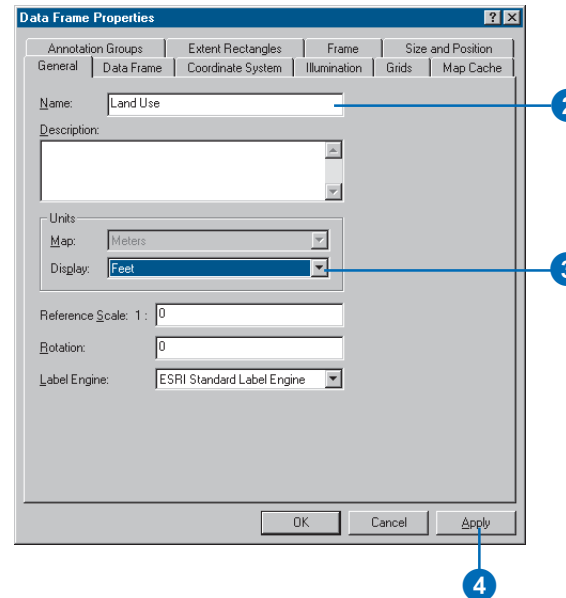 Data Frame Properties
Annotation Groups Extent Rectangles Frame Size and Position
General Data Frame Coordinate System Illumination Grids Map Cache
Name: Land Use
2
Description:
Units
Map: Meters
Display: Feet
3
Reference Scale: 1 : 0
Rotation: 0
Label Engine: ESRI Standard Label Engine
OK Cancel Apply
4